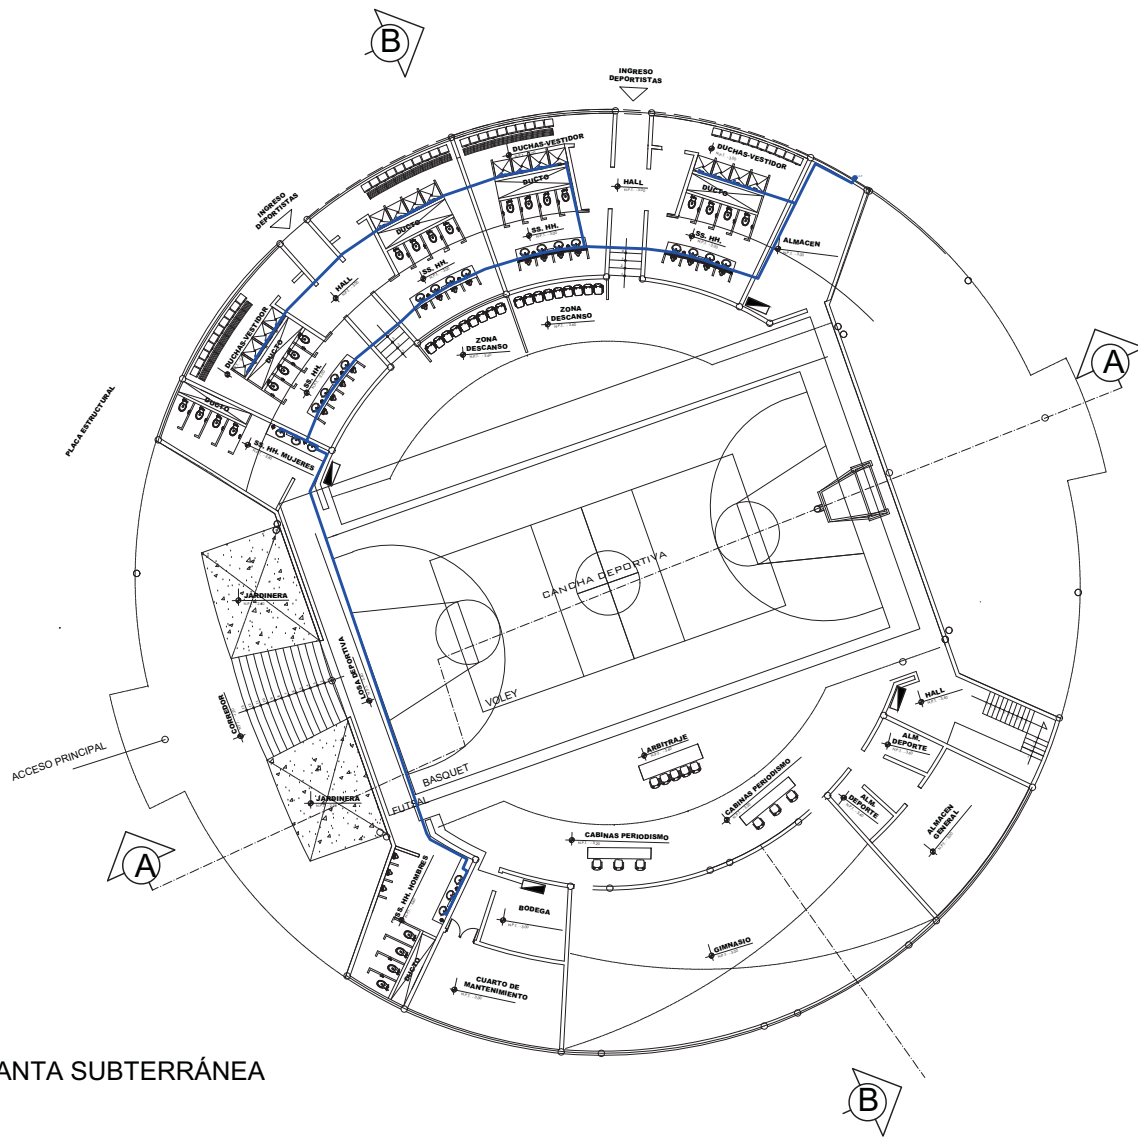 B
INGRESO
DEPORTISTAS
DUCHAS-VESTIDOR
DUCTO
HALL
DUCHAS-VESTIDOR
DUCTO
INGRESO
DEPORTISTAS
DUCTO
SS. HH.
SS. HH.
ALMACEN
SS. HH.
HALL
ZONA
DESCANSO
ZONA
DESCANSO
DUCHAS-VESTIDOR
DUCTO
SS. HH.
A
PLACA ESTRUCTURAL
DUCTO
SS. HH. MUJERES
CANCHA DEPORTIVA
JARDINERA
LOSA DEPORTIVA
VOLEY
CORREDOR
HALL
ACCESO PRINCIPAL
ARBITRAJE
ALM.
DEPORTE
BASQUET
CABINAS PERIODISMO
JARDINERA
FUTSAL
ALM.
DEPORTE
ALMACEN
GENERAL
CABINAS PERIODISMO
A
SS. HH. HOMBRES
BODEGA
GIMNASIO
DUCTO
CUARTO DE
MANTENIMIENTO
ANTA SUBTERRÁNEA
B